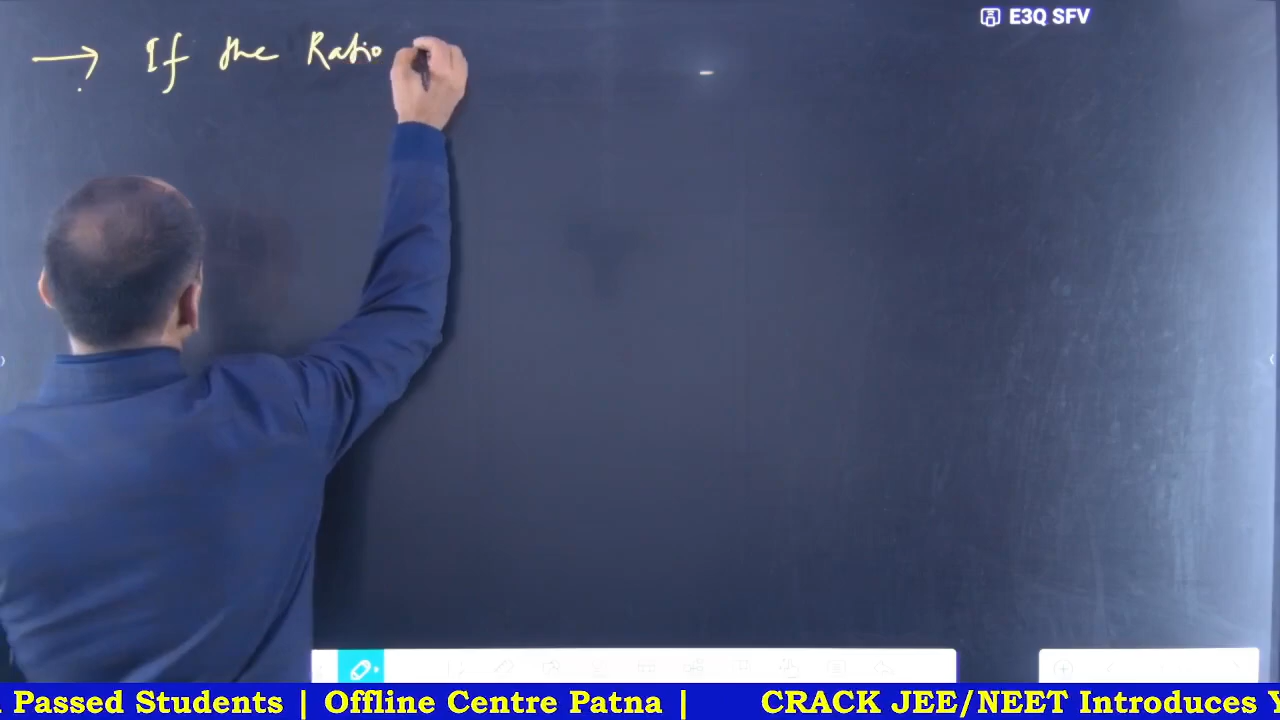 E3Q SFV
→ If the Ratio
Passed Students | Offline Centre Patna | CRACK JEE/NEET Introduces